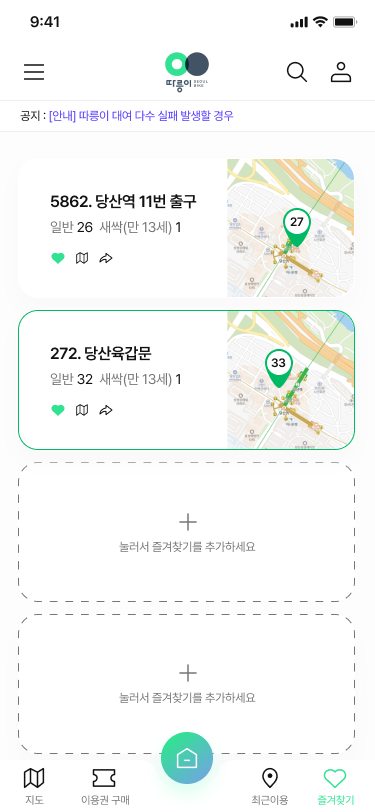 9:41
따릉이 SEOUL BIKE
공지 : [안내] 따릉이 대여 다수 실패 발생할 경우
5862. 당산역 11번 출구
일반 26 새싹(만 13세) 1
27
272. 당산육갑문
일반 32 새싹(만 13세) 1
33
눌러서 즐겨찾기를 추가하세요
눌러서 즐겨찾기를 추가하세요
지도
이용권 구매
최근이용
즐겨찾기